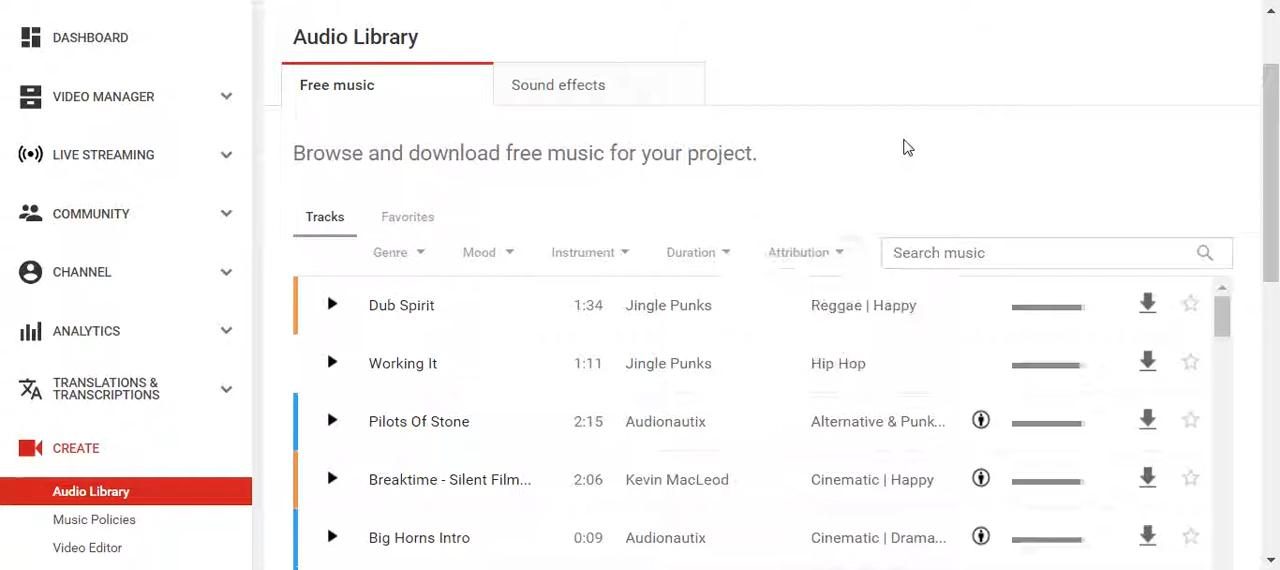 DASHBOARD
VIDEO MANAGER
LIVE STREAMING
COMMUNITY
CHANNEL
ANALYTICS
TRANSLATIONS &
TRANSCRIPTIONS
CREATE
Audio Library
Music Policies
Video Editor
Audio Library
Free music Sound effects
Browse and download free music for your project.
Tracks Favorites
Genre Mood Instrument Duration Attribution Search music
Dub Spirit 1:34 Jingle Punks Reggae | Happy
Working It 1:11 Jingle Punks Hip Hop
Pilots Of Stone 2:15 Audionautix Alternative & Punk...
Breaktime - Silent Film... 2:06 Kevin MacLeod Cinematic | Happy
Big Horns Intro 0:09 Audionautix Cinematic | Drama...